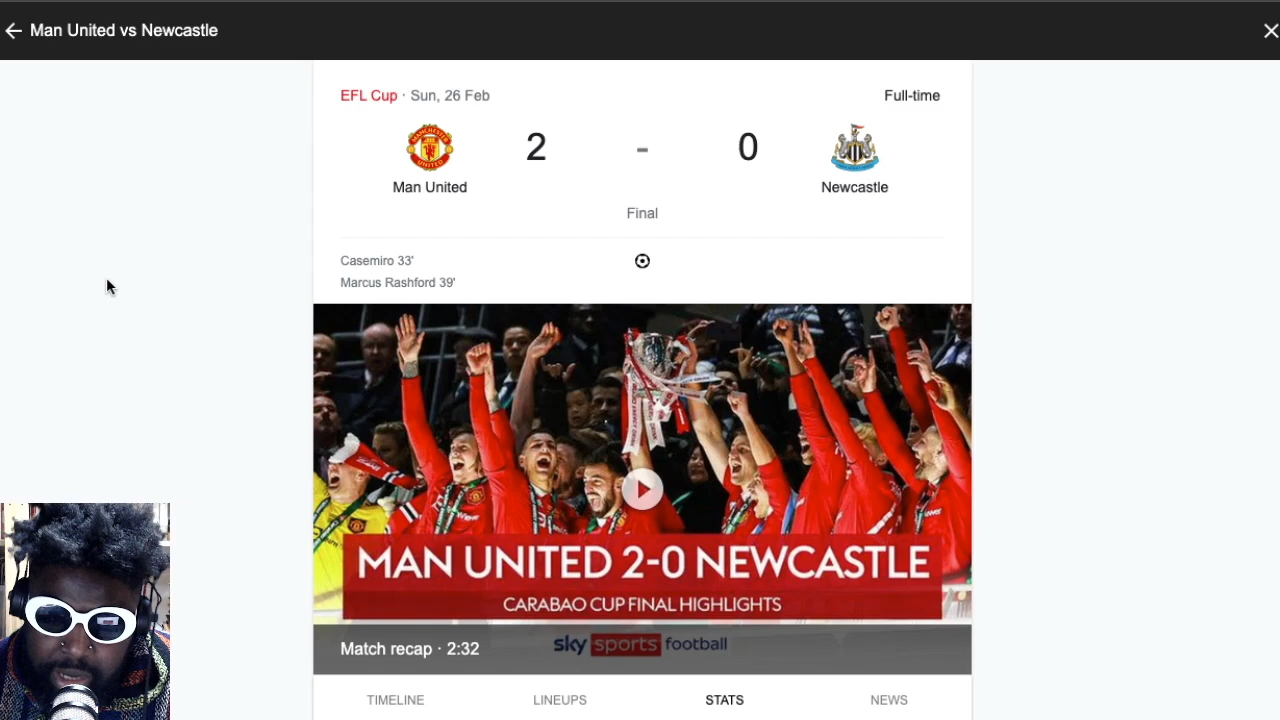 Man United vs Newcastle
EFL Cup · Sun, 26 Feb
Full-time
2 - 0
Man United
Newcastle
Final
Casemiro 33'
Marcus Rashford 39'
MAN UNITED 2-0 NEWCASTLE
CARABAO CUP FINAL HIGHLIGHTS
Match recap · 2:32
sky sports football
TIMELINE
LINEUPS
STATS
NEWS